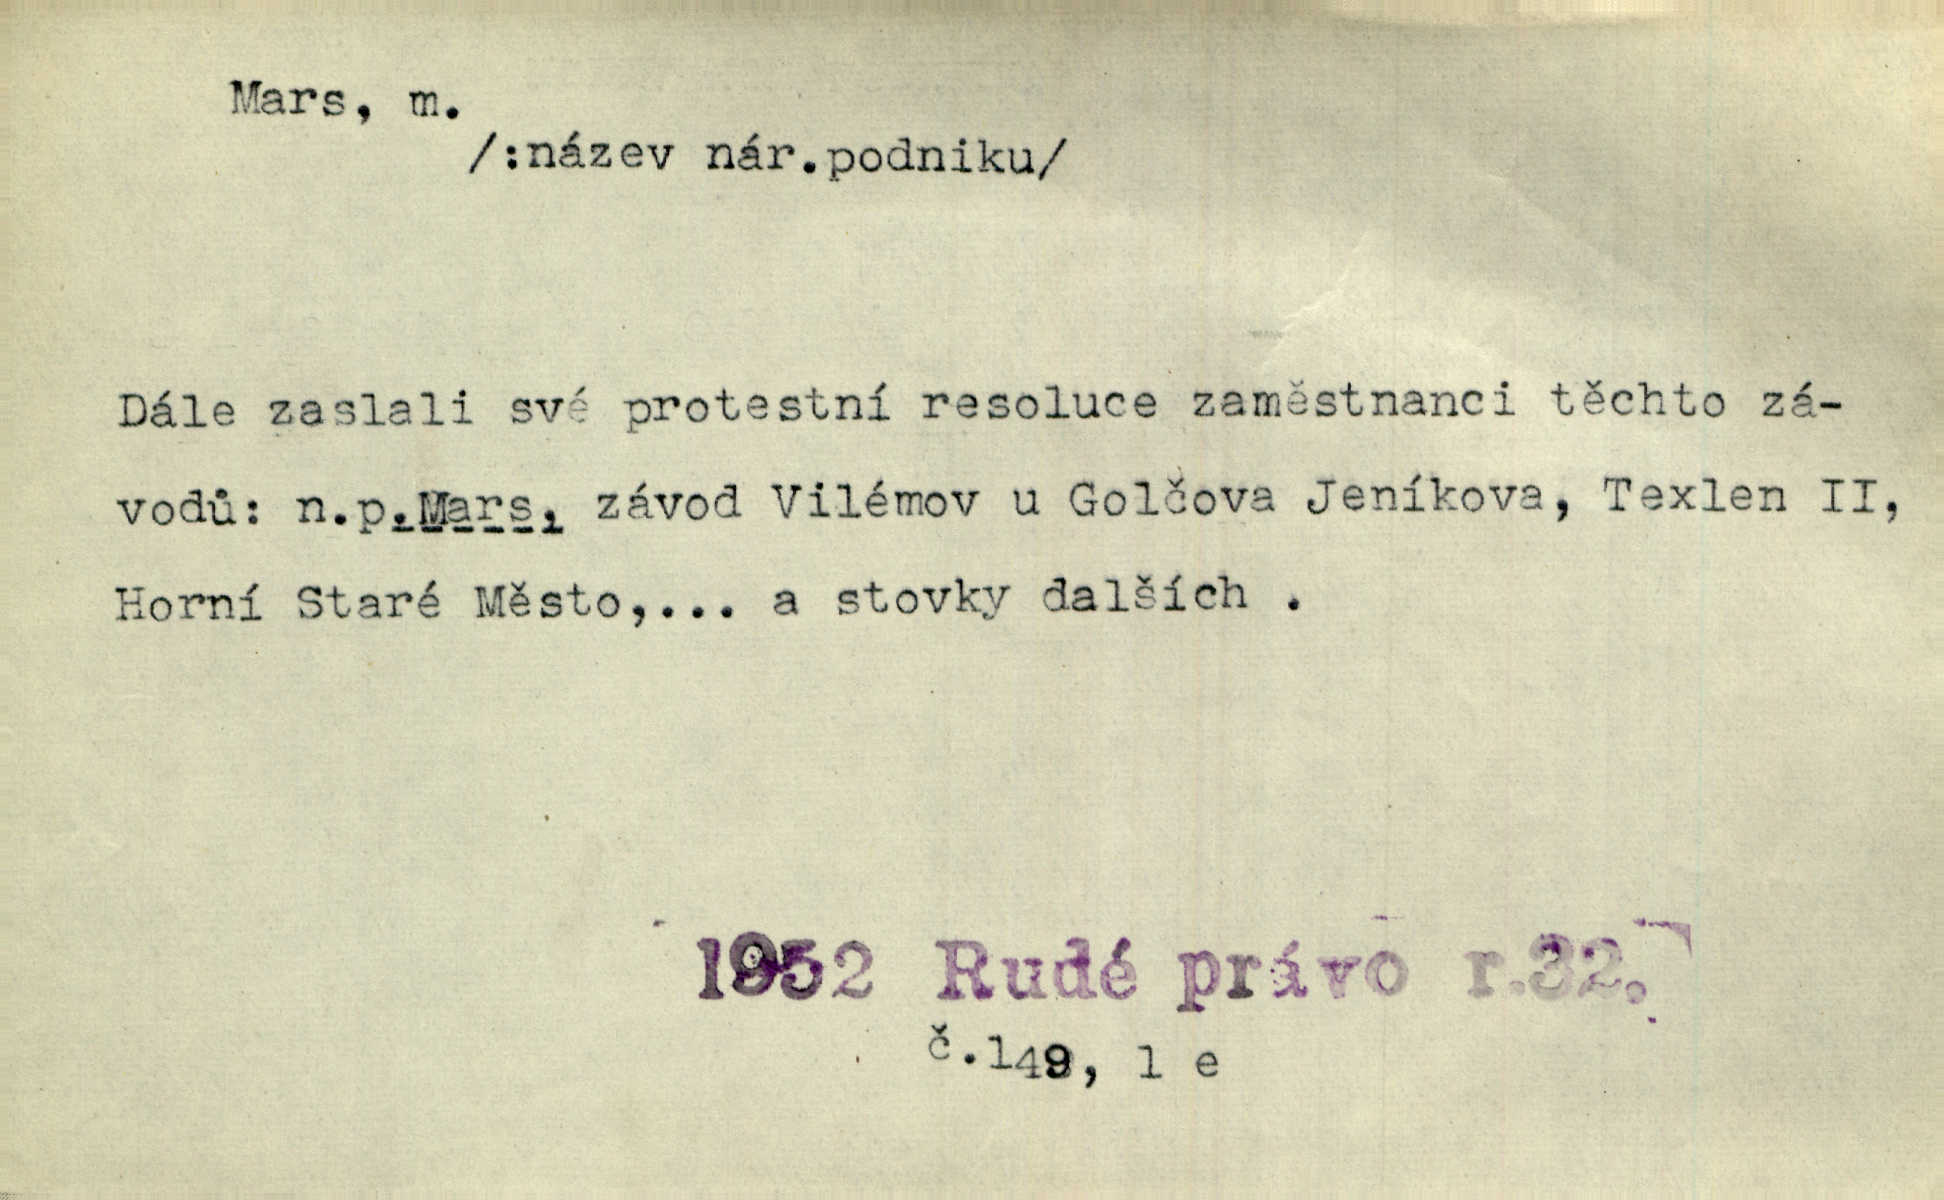 Mars, m.
/:název nár.podniku/
Dále zaslali své protestní resoluce zaměstnanci těchto zá-
vodů: n.p.Mars, závod Vilémov u Golčova Jeníkova, Texlen II,
Horní Staré Město,... a stovky dalších .
1952 Rudé právo r.32.
č.149, 1 e